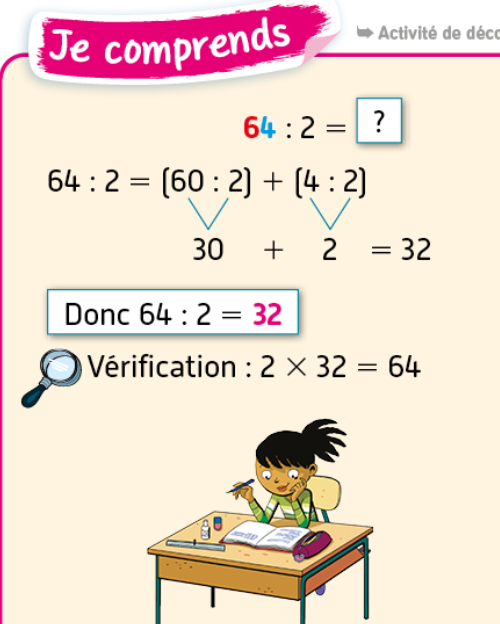 Je comprends
➥ Activité de déco
64 : 2 = ?
64 : 2 = (60 : 2) + (4 : 2)
30 + 2 = 32
Donc 64 : 2 = 32
Vérification : 2 × 32 = 64